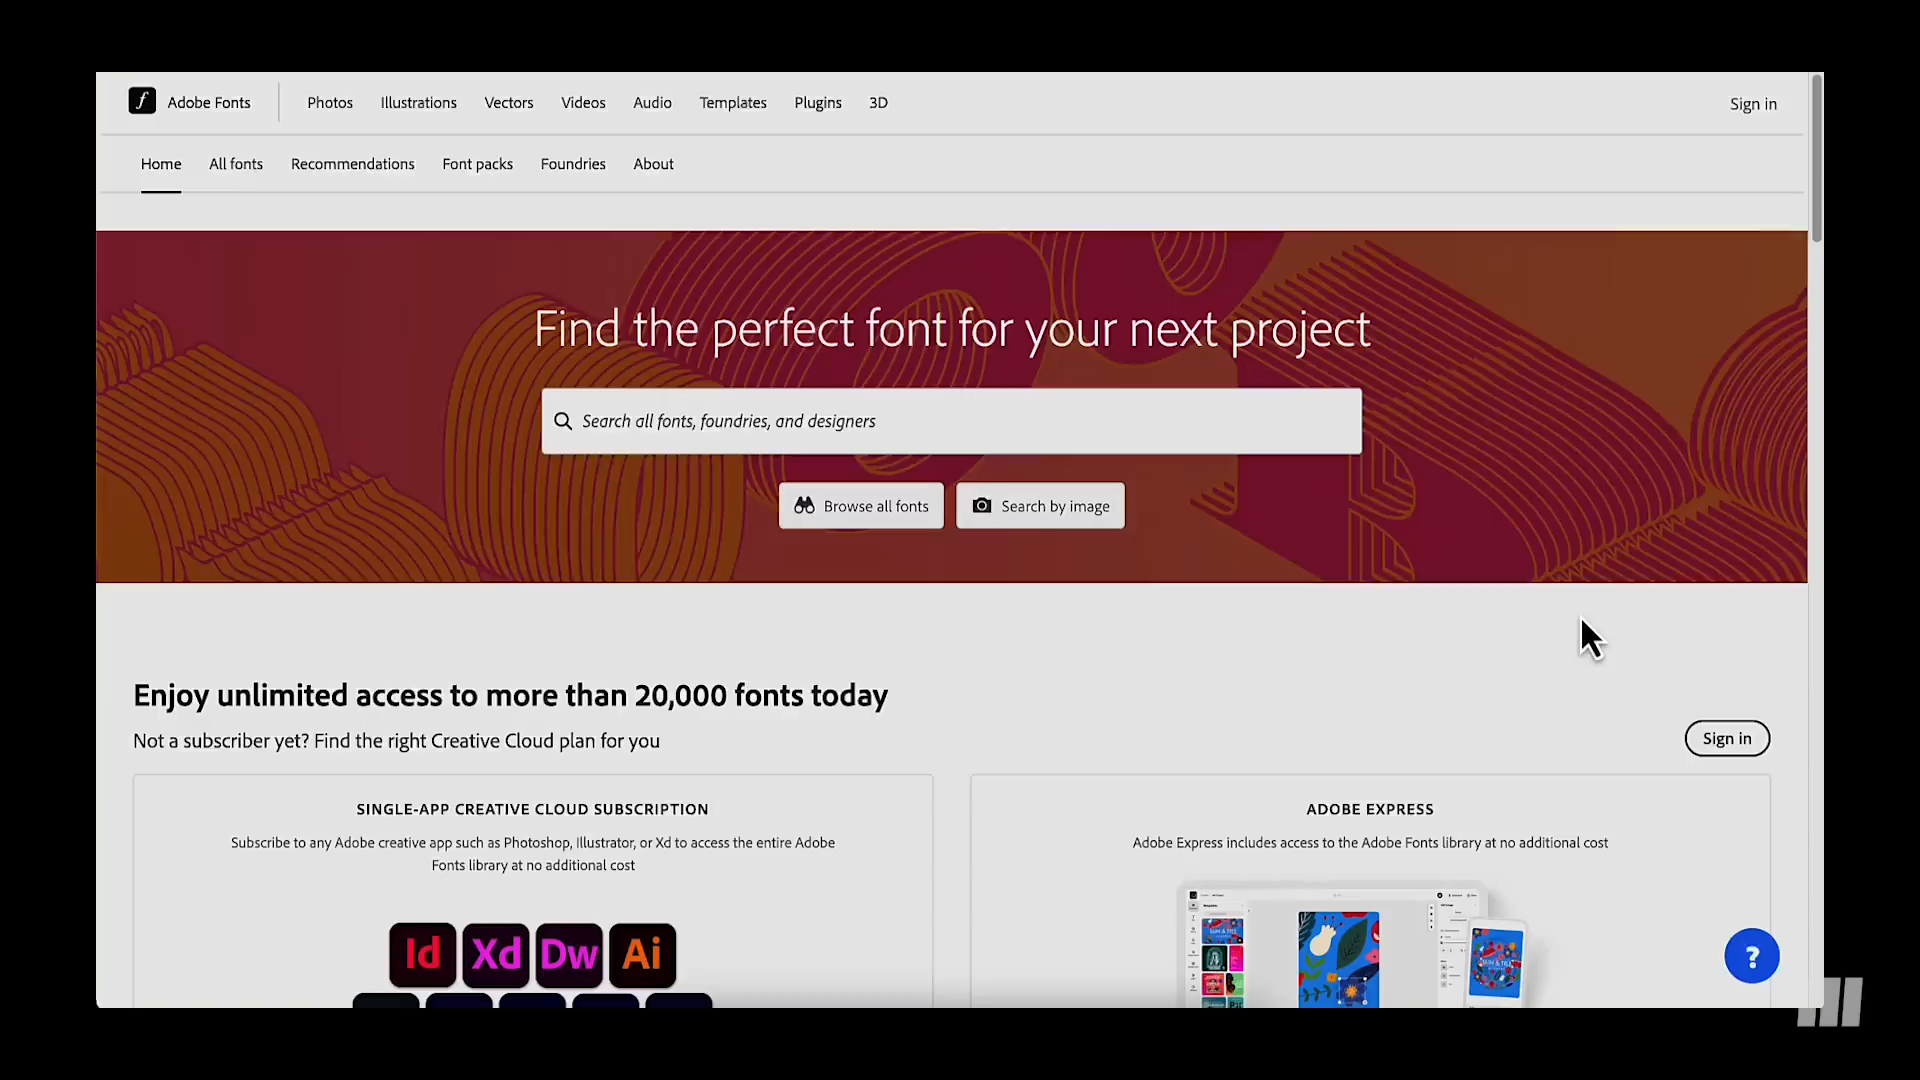 Adobe Fonts Photos Illustrations Vectors Videos Audio Templates Plugins 3D Sign in
Home All fonts Recommendations Font packs Foundries About
Find the perfect font for your next project
Search all fonts, foundries, and designers
Browse all fonts Search by image
Enjoy unlimited access to more than 20,000 fonts today
Not a subscriber yet? Find the right Creative Cloud plan for you
Sign in
SINGLE-APP CREATIVE CLOUD SUBSCRIPTION
Subscribe to any Adobe creative app such as Photoshop, Illustrator, or Xd to access the entire Adobe
Fonts library at no additional cost
Id Xd Dw Ai
ADOBE EXPRESS
Adobe Express includes access to the Adobe Fonts library at no additional cost
?